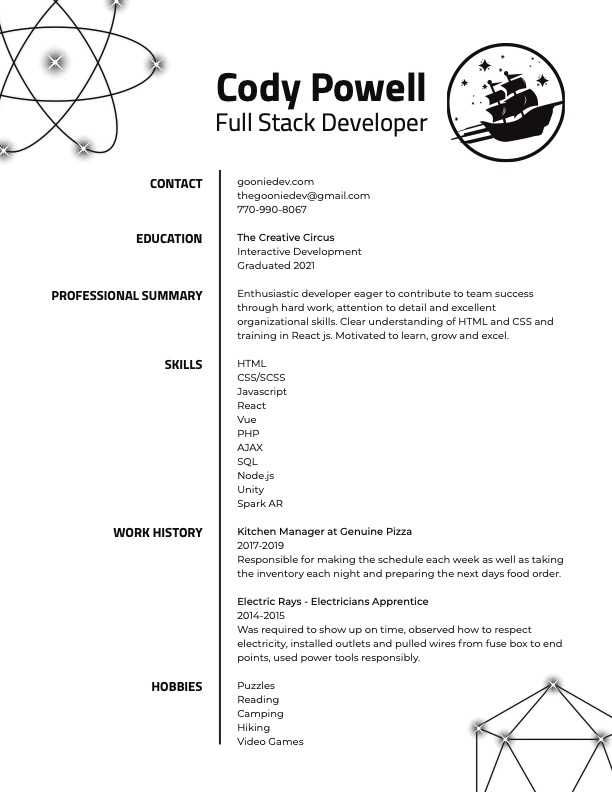 Cody Powell
Full Stack Developer
CONTACT
gooniedev.com
thegooniedev@gmail.com
770-990-8067
EDUCATION
The Creative Circus
Interactive Development
Graduated 2021
PROFESSIONAL SUMMARY
Enthusiastic developer eager to contribute to team success
through hard work, attention to detail and excellent
organizational skills. Clear understanding of HTML and CSS and
training in React js. Motivated to learn, grow and excel.
SKILLS
HTML
CSS/SCSS
Javascript
React
Vue
PHP
AJAX
SQL
Node.js
Unity
Spark AR
WORK HISTORY
Kitchen Manager at Genuine Pizza
2017-2019
Responsible for making the schedule each week as well as taking
the inventory each night and preparing the next days food order.
Electric Rays - Electricians Apprentice
2014-2015
Was required to show up on time, observed how to respect
electricity, installed outlets and pulled wires from fuse box to end
points, used power tools responsibly.
HOBBIES
Puzzles
Reading
Camping
Hiking
Video Games